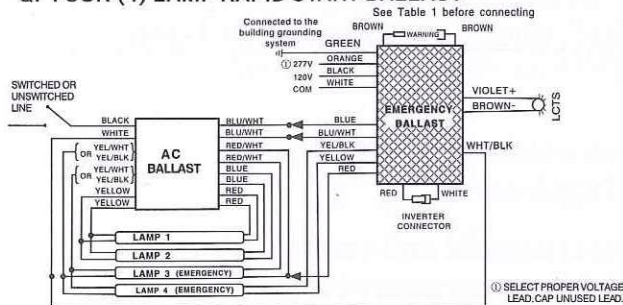 FOUR (4) LAMP RAPID START BALLAST
See Table 1 before connecting
Connected to the
building grounding
system
BROWN
WARNING
BROWN
GREEN
ORANGE
① 277V
BLACK
120V
WHITE
COM
SWITCHED OR
UNSWITCHED
LINE
BLACK
WHITE
OR
YEL/WHT
YEL/BLK
OR
YEL/WHT
YEL/BLK
YELLOW
YELLOW
AC
BALLAST
BLU/WHT
BLU/WHT
RED/WHT
RED/WHT
BLUE
BLUE
RED
RED
BLUE
BLU/WHT
YEL/BLK
YELLOW
RED
EMERGENCY
BALLAST
VIOLET+
BROWN-
LCTS
WHT/BLK
RED
WHITE
INVERTER
CONNECTOR
LAMP 1
LAMP 2
LAMP 3 (EMERGENCY)
LAMP 4 (EMERGENCY)
① SELECT PROPER VOLTAGE
LEAD. CAP UNUSED LEAD.